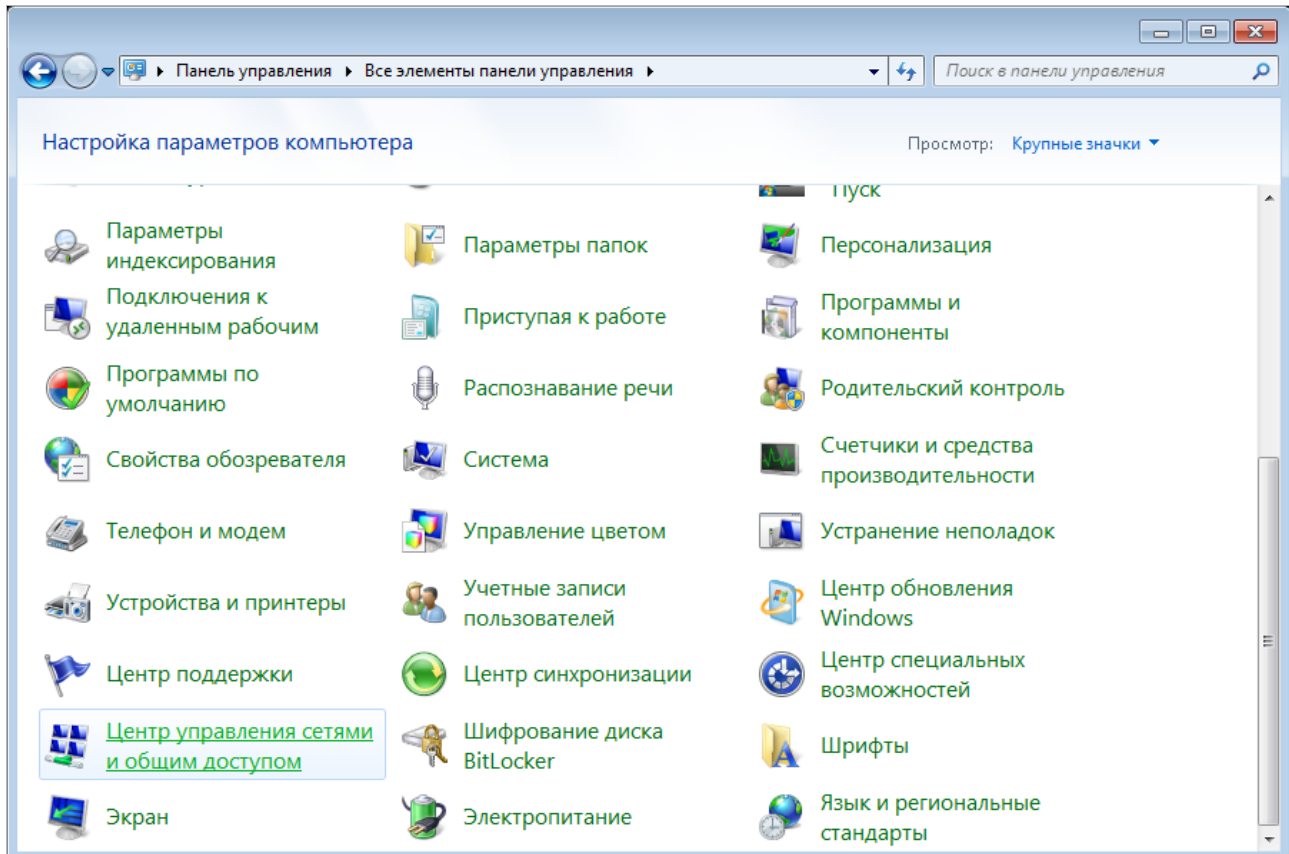 Панель управления
Все элементы панели управления
Поиск в панели управления
Настройка параметров компьютера
Просмотр: Крупные значки
Пуск
Параметры
индексирования
Параметры папок
Персонализация
Подключения к
удаленным рабочим
Приступая к работе
Программы и
компоненты
Программы по
умолчанию
Распознавание речи
Родительский контроль
Свойства обозревателя
Система
Счетчики и средства
производительности
Телефон и модем
Управление цветом
Устранение неполадок
Устройства и принтеры
Учетные записи
пользователей
Центр обновления
Windows
Центр поддержки
Центр синхронизации
Центр специальных
возможностей
Центр управления сетями
и общим доступом
Шифрование диска
BitLocker
Шрифты
Экран
Электропитание
Язык и региональные
стандарты